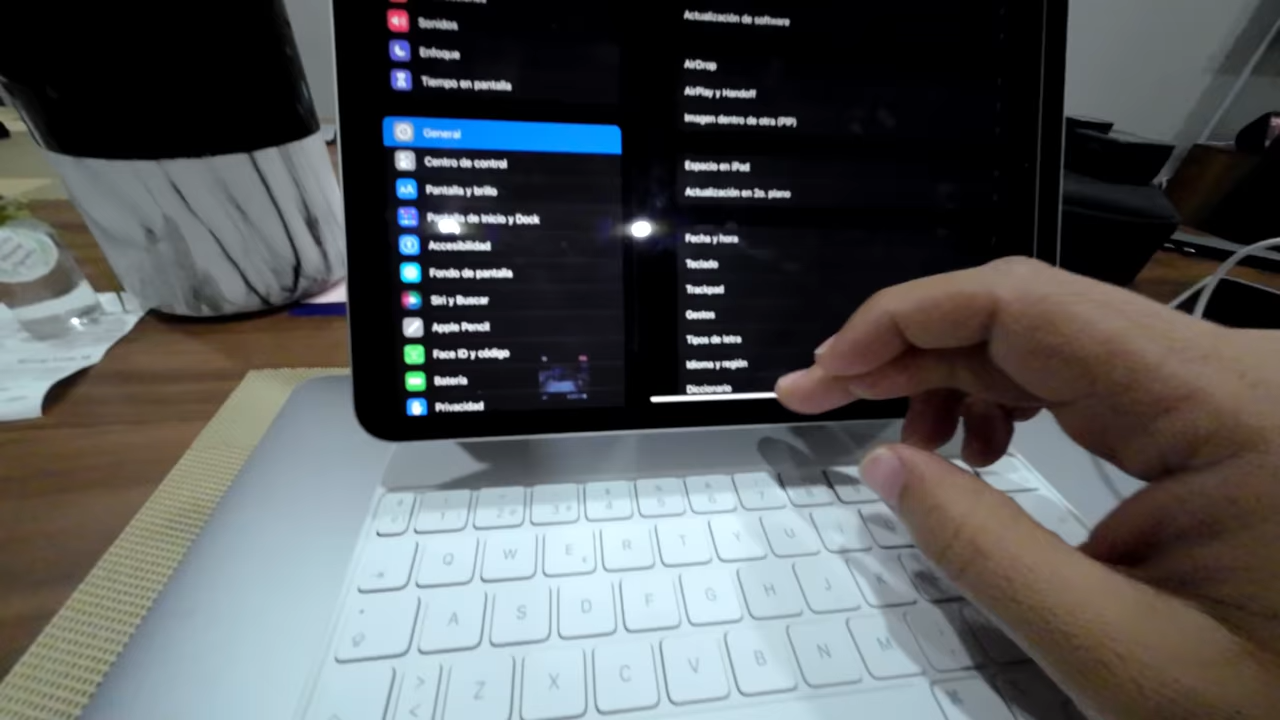 Sonidos
Enfoque
Tiempo en pantalla
General
Centro de control
Pantalla y brillo
Pantalla de Inicio y Dock
Accesibilidad
Fondo de pantalla
Siri y Buscar
Apple Pencil
Face ID y código
Batería
Privacidad
Actualización de software
AirDrop
AirPlay y Handoff
Imagen dentro de otra (PIP)
Espacio en iPad
Actualización en 2o. plano
Fecha y hora
Teclado
Trackpad
Gestos
Tipos de letra
Idioma y región
Diccionario
Q W E R T Y U
A S D F G H J
> < Z X C V B N M